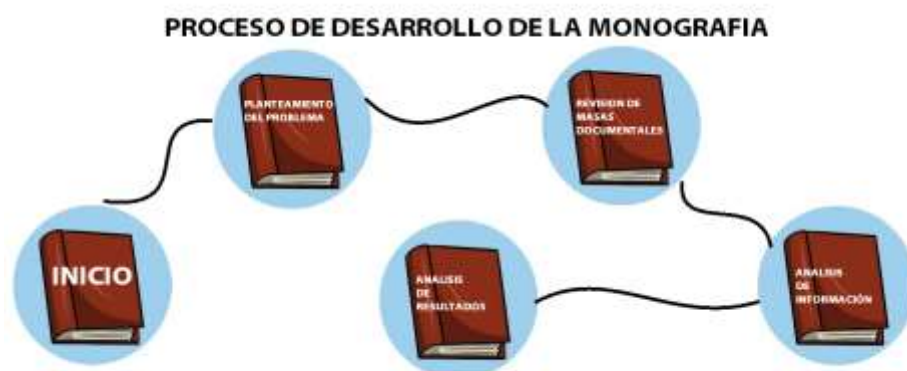 PROCESO DE DESARROLLO DE LA MONOGRAFIA
INICIO
PLANTEAMIENTO
DEL PROBLEMA
REVISION DE
MASAS
DOCUMENTALES
ANALISIS
DE
INFORMACIÓN
ANALISIS
DE
RESULTADOS